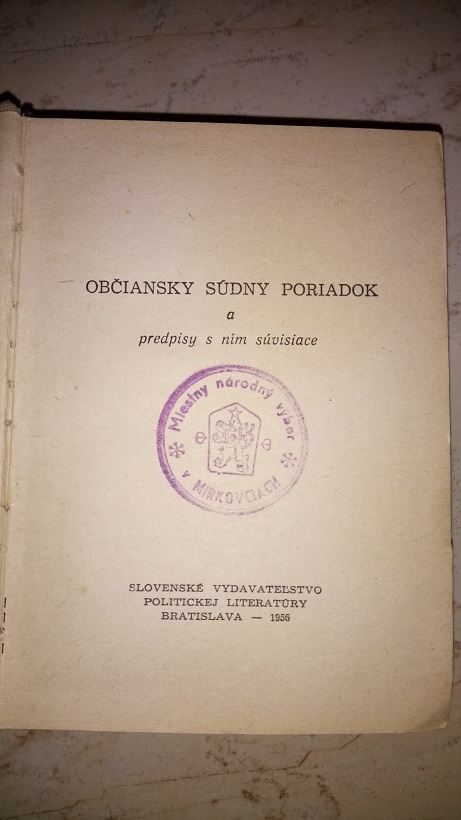 OBČIANSKY SÚDNY PORIADOK
a
predpisy s ním súvisiace
Miestny národný výbor
v MIRKOVCIACH
SLOVENSKÉ VYDAVATEĽSTVO
POLITICKEJ LITERATÚRY
BRATISLAVA — 1956